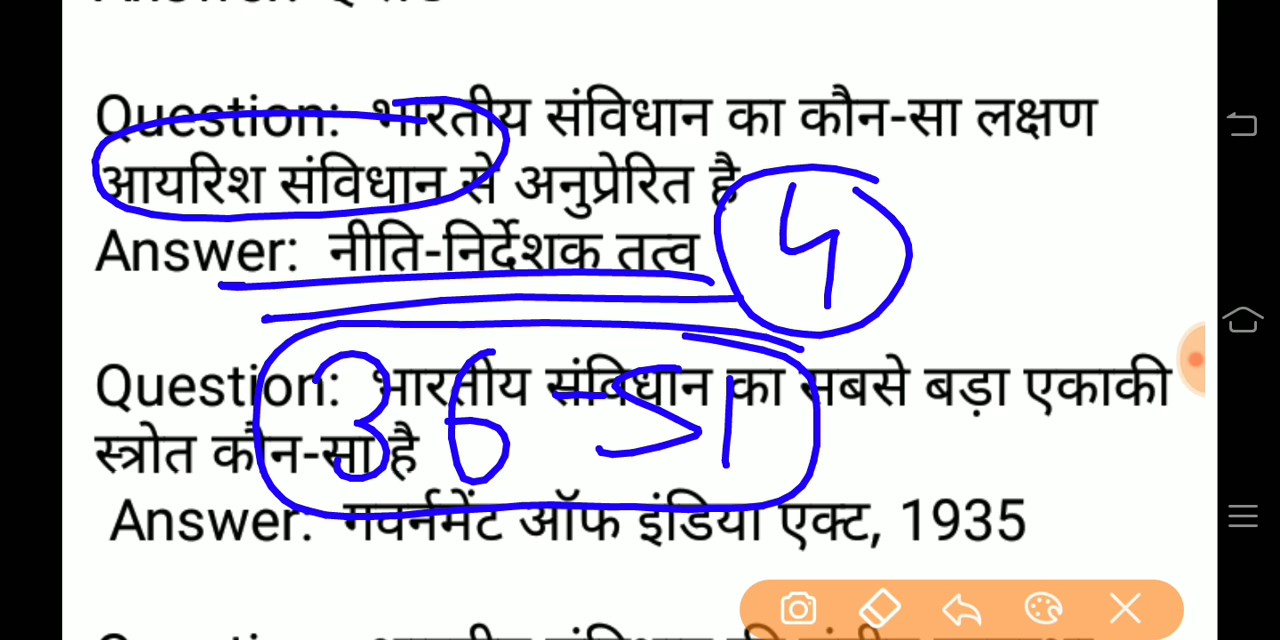 Question: भारतीय संविधान का कौन-सा लक्षण
आयरिश संविधान से अनुप्रेरित है
Answer: नीति-निर्देशक तत्व
4
36-51
Question: भारतीय संविधान का सबसे बड़ा एकाकी
स्त्रोत कौन-सा है
Answer: गवर्नमेंट ऑफ इंडिया एक्ट, 1935